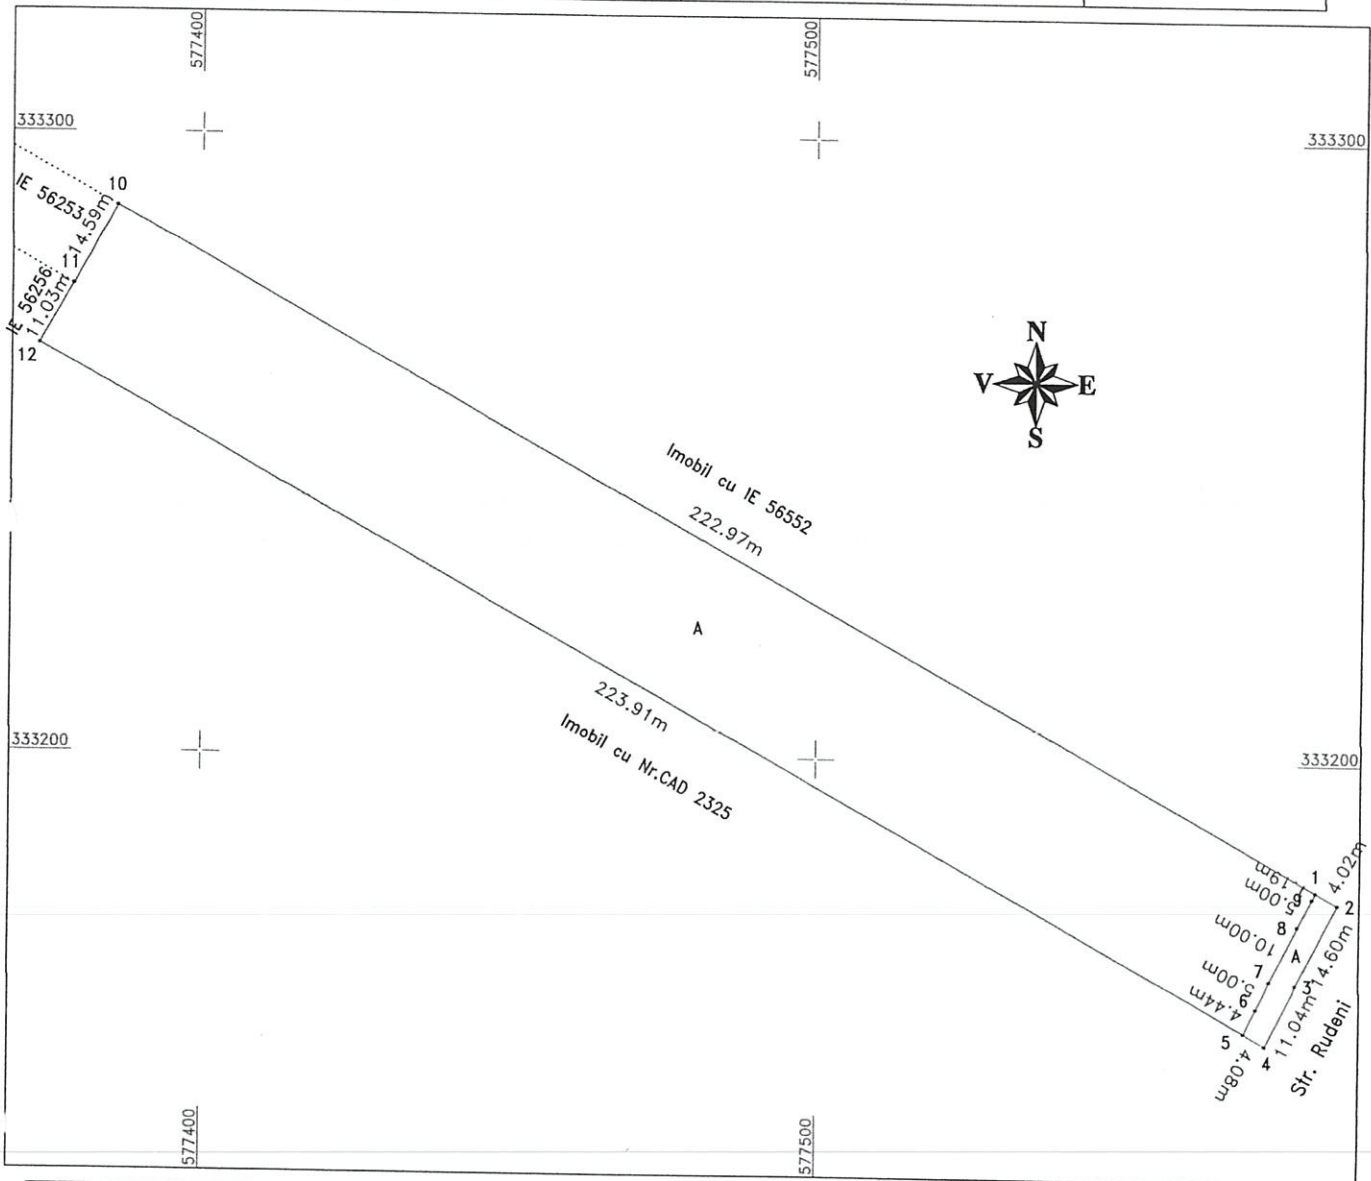 577400
577500
333300
333300
IE 56253
10
14.59m
11
IE 56256
11.03m
12
N
V
E
S
Imobil cu IE 56552
222.97m
A
223.91m
Imobil cu Nr.CAD 2325
333200
333200
1
4.02m
.19m
9
2
5.00m
8
10.00m
A
14.60m
7
5.00m
3
6
4.44m
11.04m
5
4
4.08m
Str. Rudeni
577400
577500